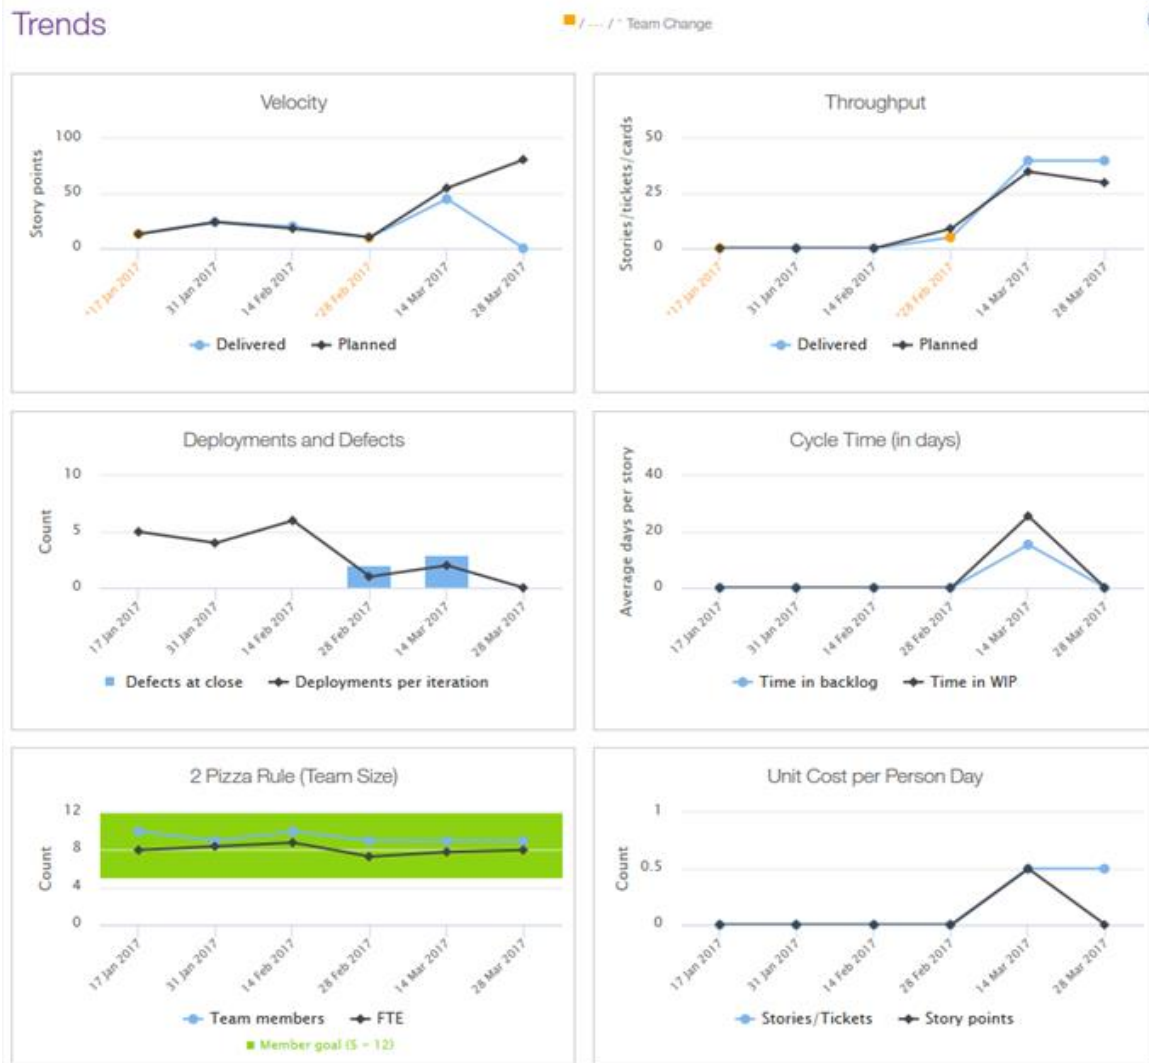 Trends
/ --- / * Team Change
Velocity
Story points
100
50
0
*17 Jan 2017
31 Jan 2017
14 Feb 2017
*28 Feb 2017
14 Mar 2017
28 Mar 2017
Delivered
Planned
Throughput
Stories/tickets/cards
50
25
0
*17 Jan 2017
31 Jan 2017
14 Feb 2017
*28 Feb 2017
14 Mar 2017
28 Mar 2017
Delivered
Planned
Deployments and Defects
Count
10
5
0
17 Jan 2017
31 Jan 2017
14 Feb 2017
28 Feb 2017
14 Mar 2017
28 Mar 2017
Defects at close
Deployments per iteration
Cycle Time (in days)
Average days per story
40
20
0
17 Jan 2017
31 Jan 2017
14 Feb 2017
28 Feb 2017
14 Mar 2017
28 Mar 2017
Time in backlog
Time in WIP
2 Pizza Rule (Team Size)
Count
12
8
4
0
17 Jan 2017
31 Jan 2017
14 Feb 2017
28 Feb 2017
14 Mar 2017
28 Mar 2017
Team members
FTE
Member goal (5 - 12)
Unit Cost per Person Day
Count
1
0.5
0
17 Jan 2017
31 Jan 2017
14 Feb 2017
28 Feb 2017
14 Mar 2017
28 Mar 2017
Stories/Tickets
Story points